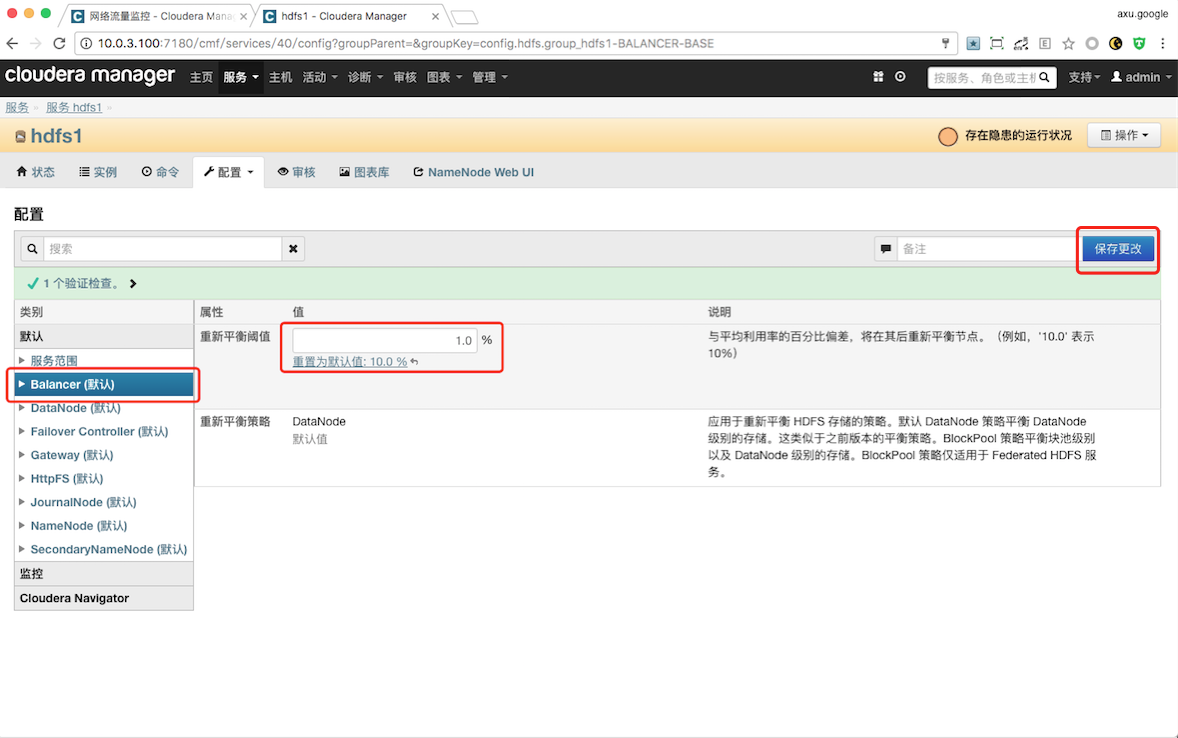 axu.google
网络流量监控 - Cloudera Mana
hdfs1 - Cloudera Manager
10.0.3.100:7180/cmf/services/40/config?groupParent=&groupKey=config.hdfs.group_hdfs1-BALANCER-BASE
cloudera manager 主页 服务 主机 活动 诊断 审核 图表 管理 按服务、角色或主机 支持 admin
服务 服务 hdfs1
hdfs1 存在隐患的运行状况 操作
状态 实例 命令 配置 审核 图表库 NameNode Web UI
配置
搜索 备注 保存更改
1 个验证检查。
类别 属性 值 说明
默认
重新平衡阈值 1.0 % 与平均利用率的百分比偏差，将在其后重新平衡节点。（例如，'10.0' 表示
10%）
重置为默认值: 10.0 %
服务范围
Balancer (默认)
DataNode (默认)
Failover Controller (默认)
Gateway (默认)
HttpFS (默认)
JournalNode (默认)
NameNode (默认)
SecondaryNameNode (默认)
监控
Cloudera Navigator
重新平衡策略 DataNode
默认值
应用于重新平衡 HDFS 存储的策略。默认 DataNode 策略平衡 DataNode
级别的存储。这类似于之前版本的平衡策略。BlockPool 策略平衡块池级别
以及 DataNode 级别的存储。BlockPool 策略仅适用于 Federated HDFS 服
务。